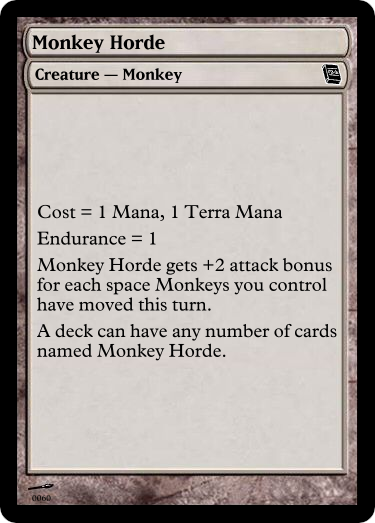 Monkey Horde
Creature — Monkey
Cost = 1 Mana, 1 Terra Mana
Endurance = 1
Monkey Horde gets +2 attack bonus
for each space Monkeys you control
have moved this turn.
A deck can have any number of cards
named Monkey Horde.
0060